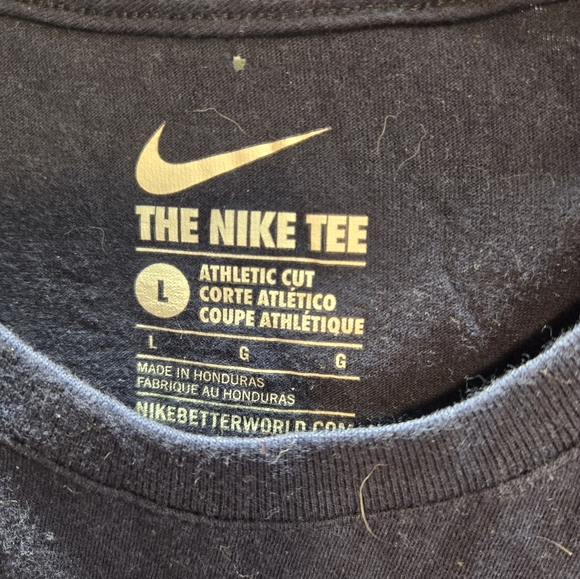 THE NIKE TEE
L
ATHLETIC CUT
CORTE ATLÉTICO
COUPE ATHLÉTIQUE
L G G
MADE IN HONDURAS
FABRIQUE AU HONDURAS
NIKEBETTERWORLD.COM